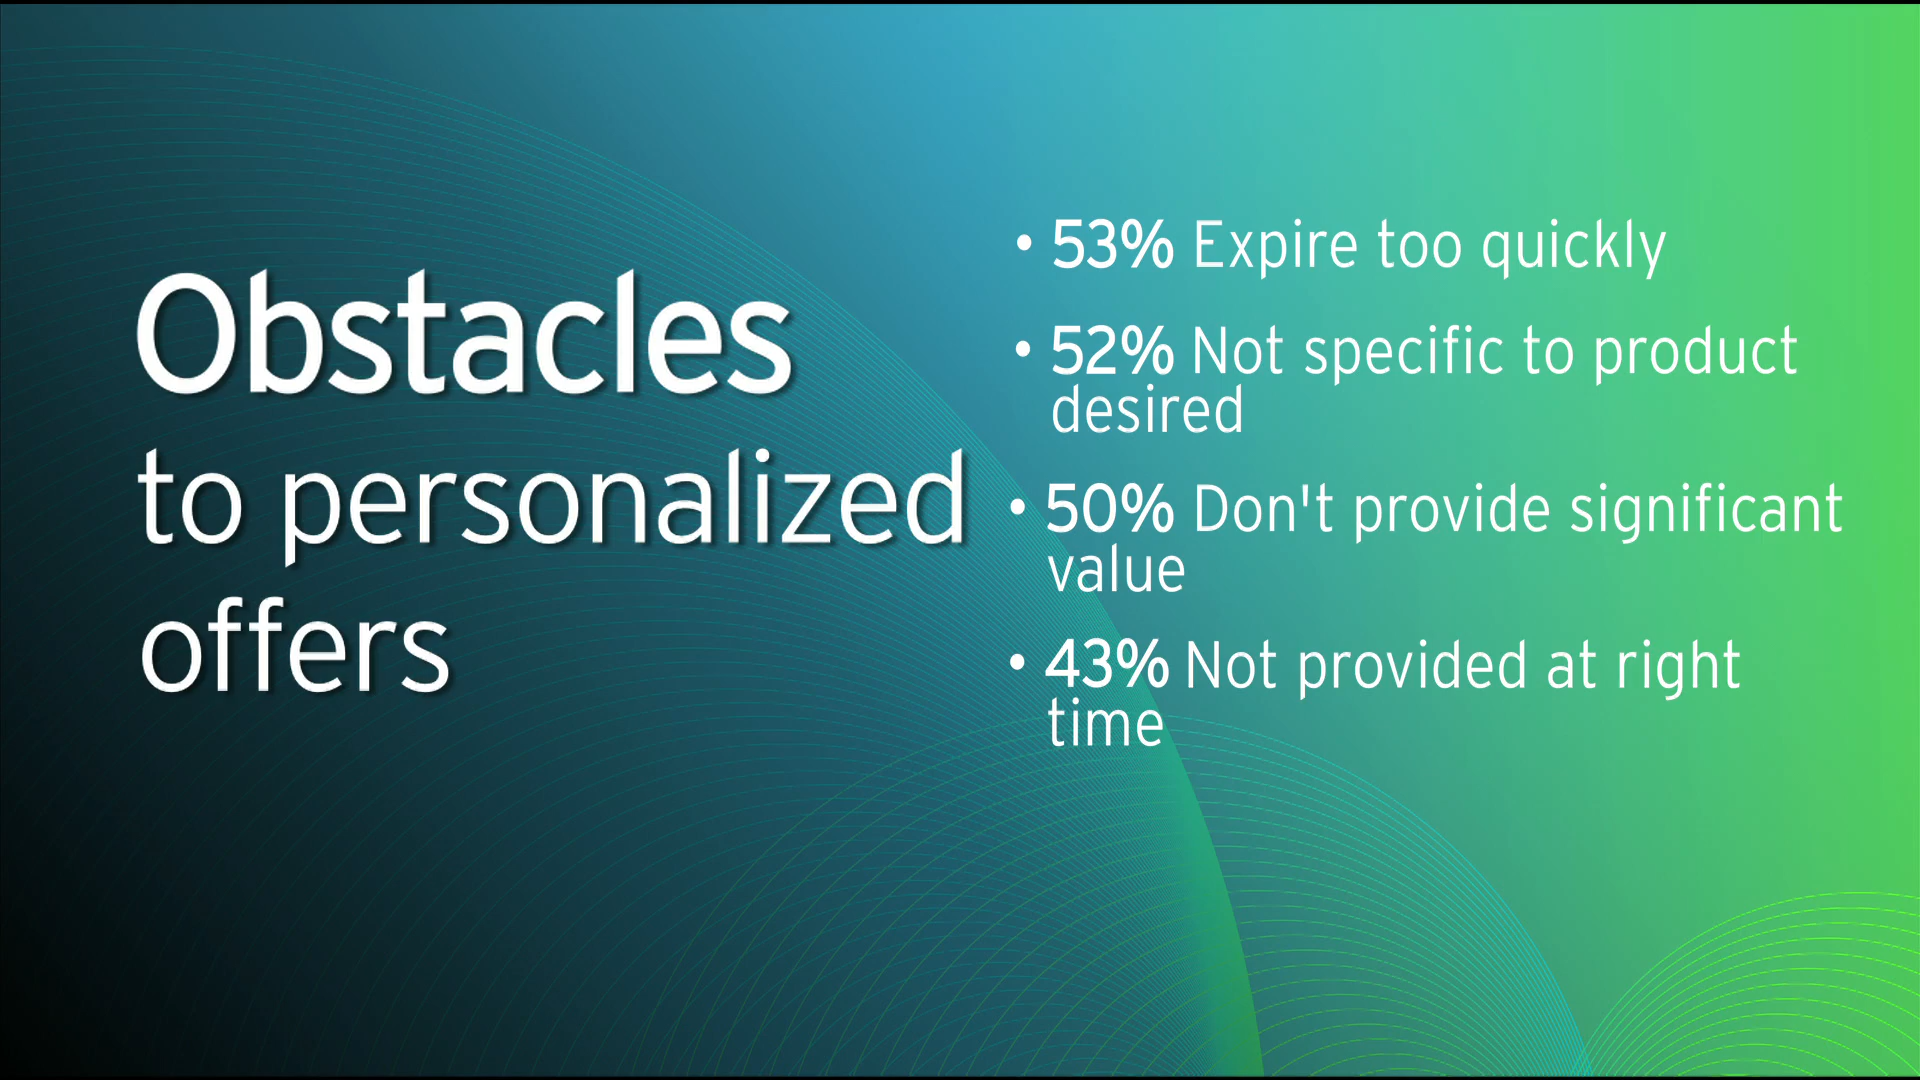 Obstacles
to personalized
offers
• 53% Expire too quickly
• 52% Not specific to product
desired
• 50% Don't provide significant
value
• 43% Not provided at right
time